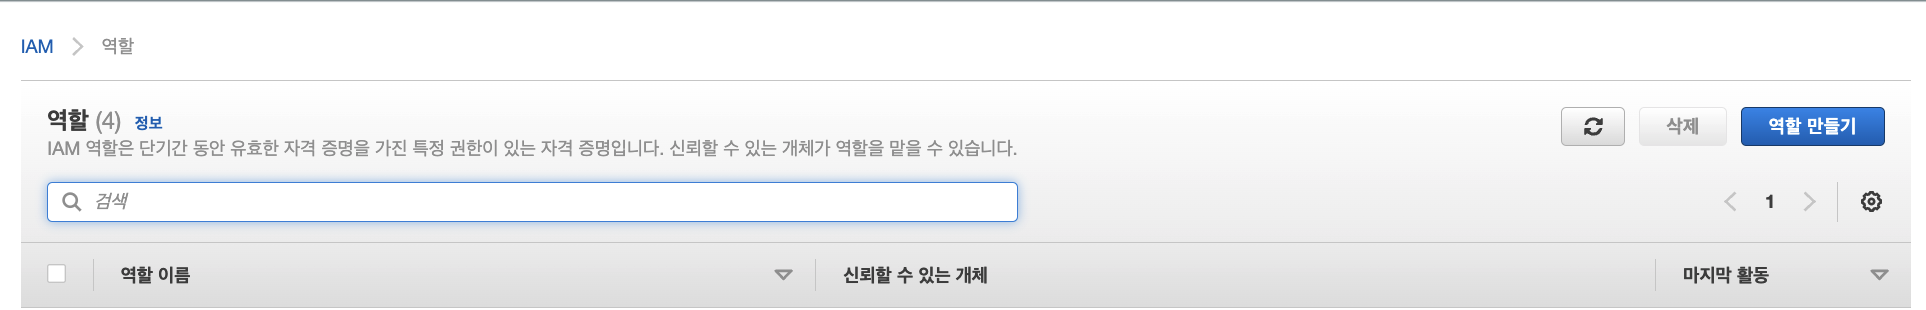 IAM 역할
역할 (4) 정보
IAM 역할은 단기간 동안 유효한 자격 증명을 가진 특정 권한이 있는 자격 증명입니다. 신뢰할 수 있는 개체가 역할을 맡을 수 있습니다.
삭제 역할 만들기
검색
1
역할 이름 신뢰할 수 있는 개체 마지막 활동